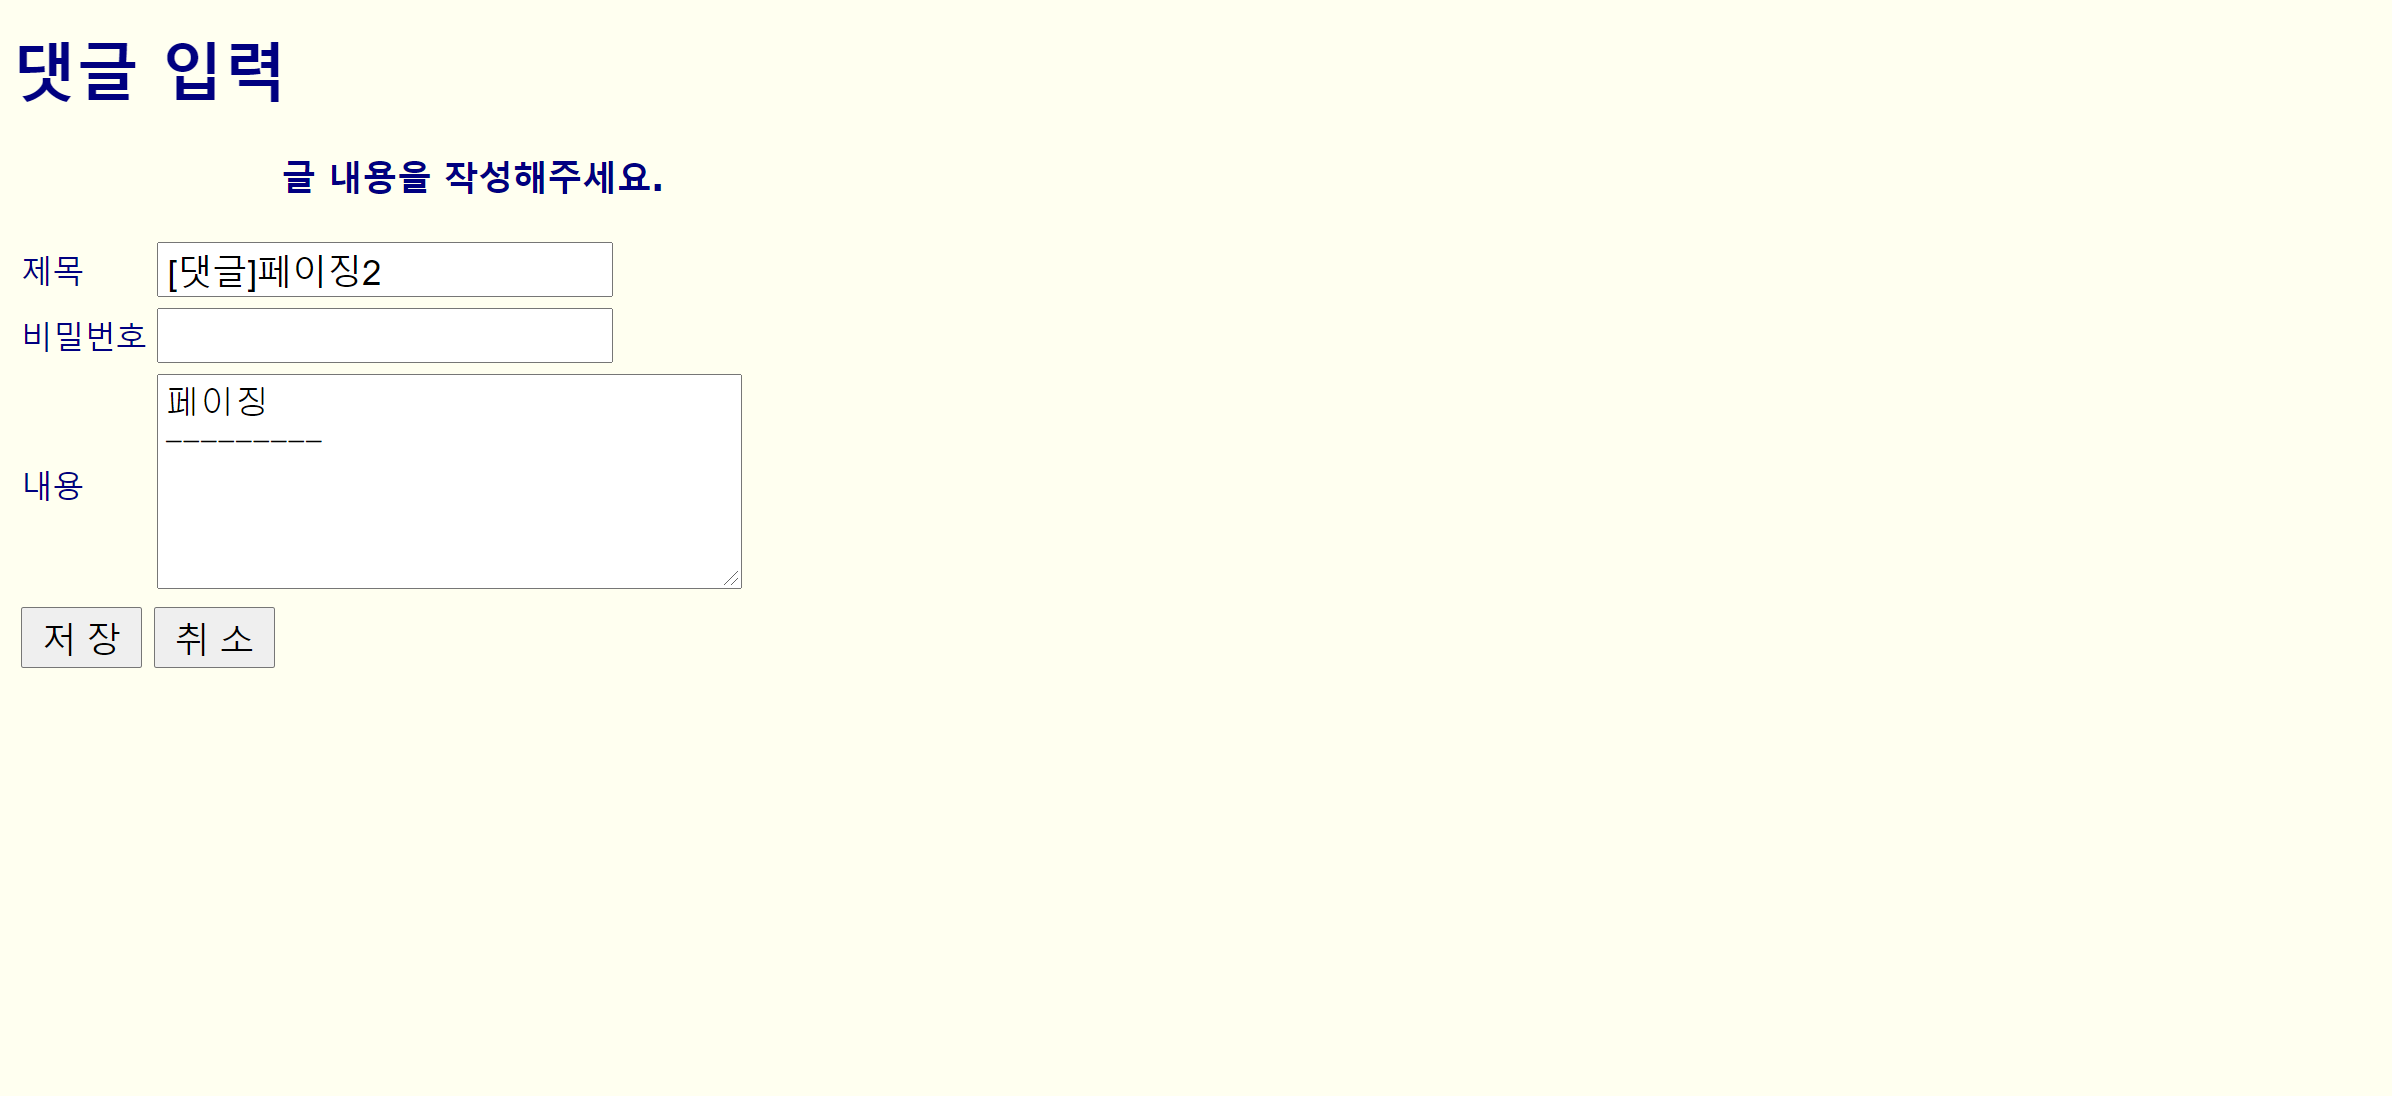 댓글 입력
글 내용을 작성해주세요.
제목 [댓글]페이징2
비밀번호
내용
페이징
---------
저 장 취 소